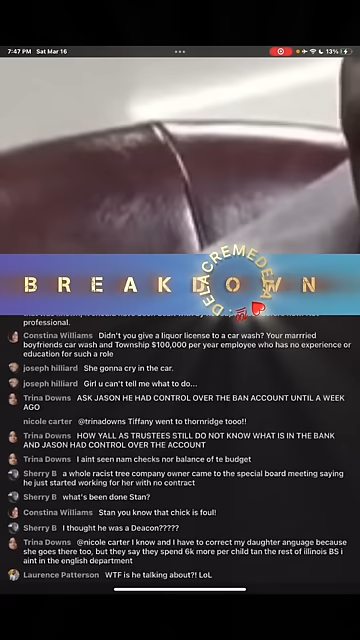 7:47 PM Sat Mar 16
13%
BREAKDOWN
DELACREMEDELA
professional.
Constina Williams Didn't you give a liquor license to a car wash? Your marrried
boyfriends car wash and Township $100,000 per year employee who has no experience or
education for such a role
joseph hilliard She gonna cry in the car.
joseph hilliard Girl u can't tell me what to do...
Trina Downs ASK JASON HE HAD CONTROL OVER THE BAN ACCOUNT UNTIL A WEEK
AGO
nicole carter @trinadowns Tiffany went to thornridge tooo!!
Trina Downs HOW YALL AS TRUSTEES STILL DO NOT KNOW WHAT IS IN THE BANK
AND JASON HAD CONTROL OVER THE ACCOUNT
Trina Downs I aint seen nam checks nor balance of te budget
Sherry B a whole racist tree company owner came to the special board meeting saying
he just started working for her with no contract
Sherry B what's been done Stan?
Constina Williams Stan you know that chick is foul!
Sherry B I thought he was a Deacon?????
Trina Downs @nicole carter I know and I have to correct my daughter anguage because
she goes there too, but they say they spend 6k more per child tan the rest of illinois BS i
aint in the english department
Laurence Patterson WTF is he talking about?! LoL